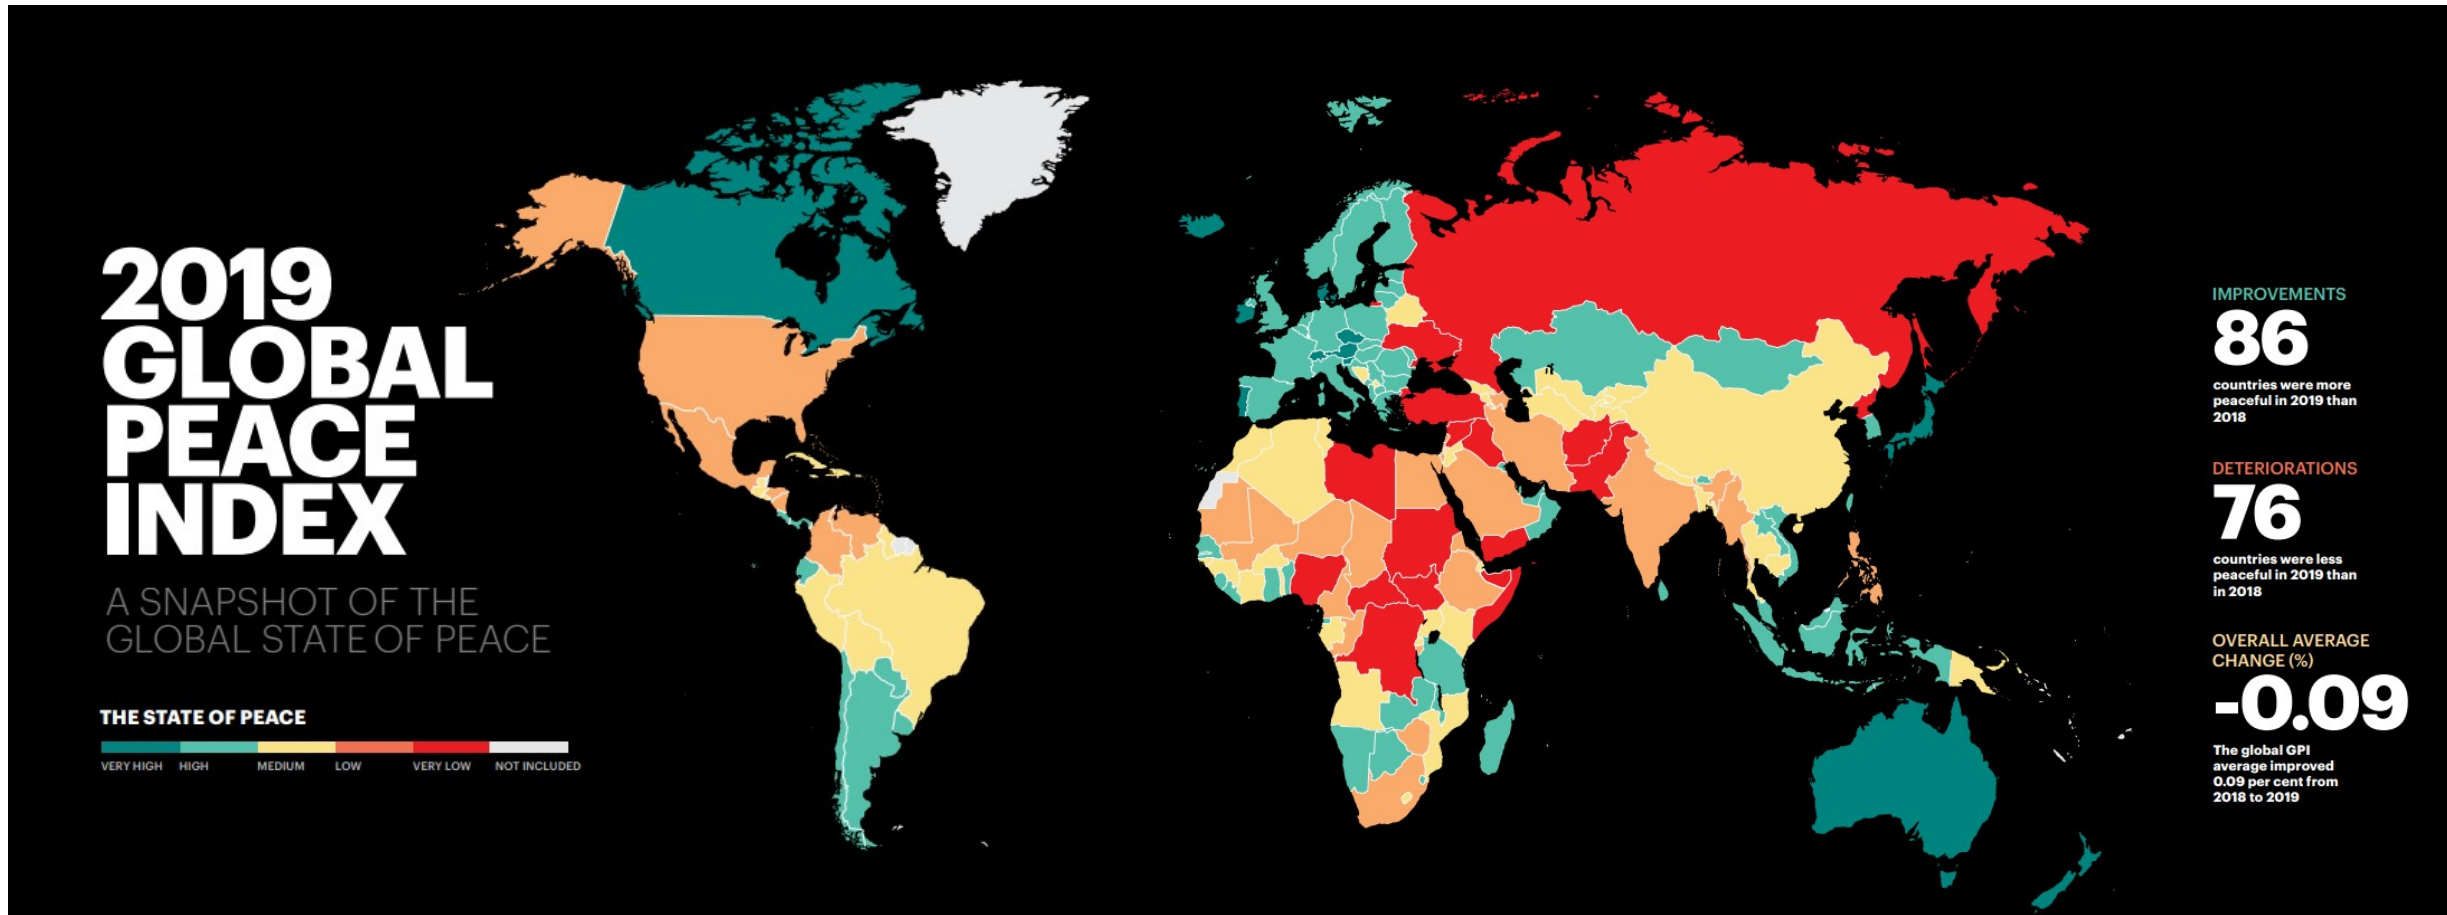 2019
GLOBAL
PEACE
INDEX
A SNAPSHOT OF THE
GLOBAL STATE OF PEACE
THE STATE OF PEACE
VERY HIGH HIGH MEDIUM LOW VERY LOW NOT INCLUDED
IMPROVEMENTS
86
countries were more
peaceful in 2019 than
2018
DETERIORATIONS
76
countries were less
peaceful in 2019 than
in 2018
OVERALL AVERAGE
CHANGE (%)
-0.09
The global GPI
average improved
0.09 per cent from
2018 to 2019